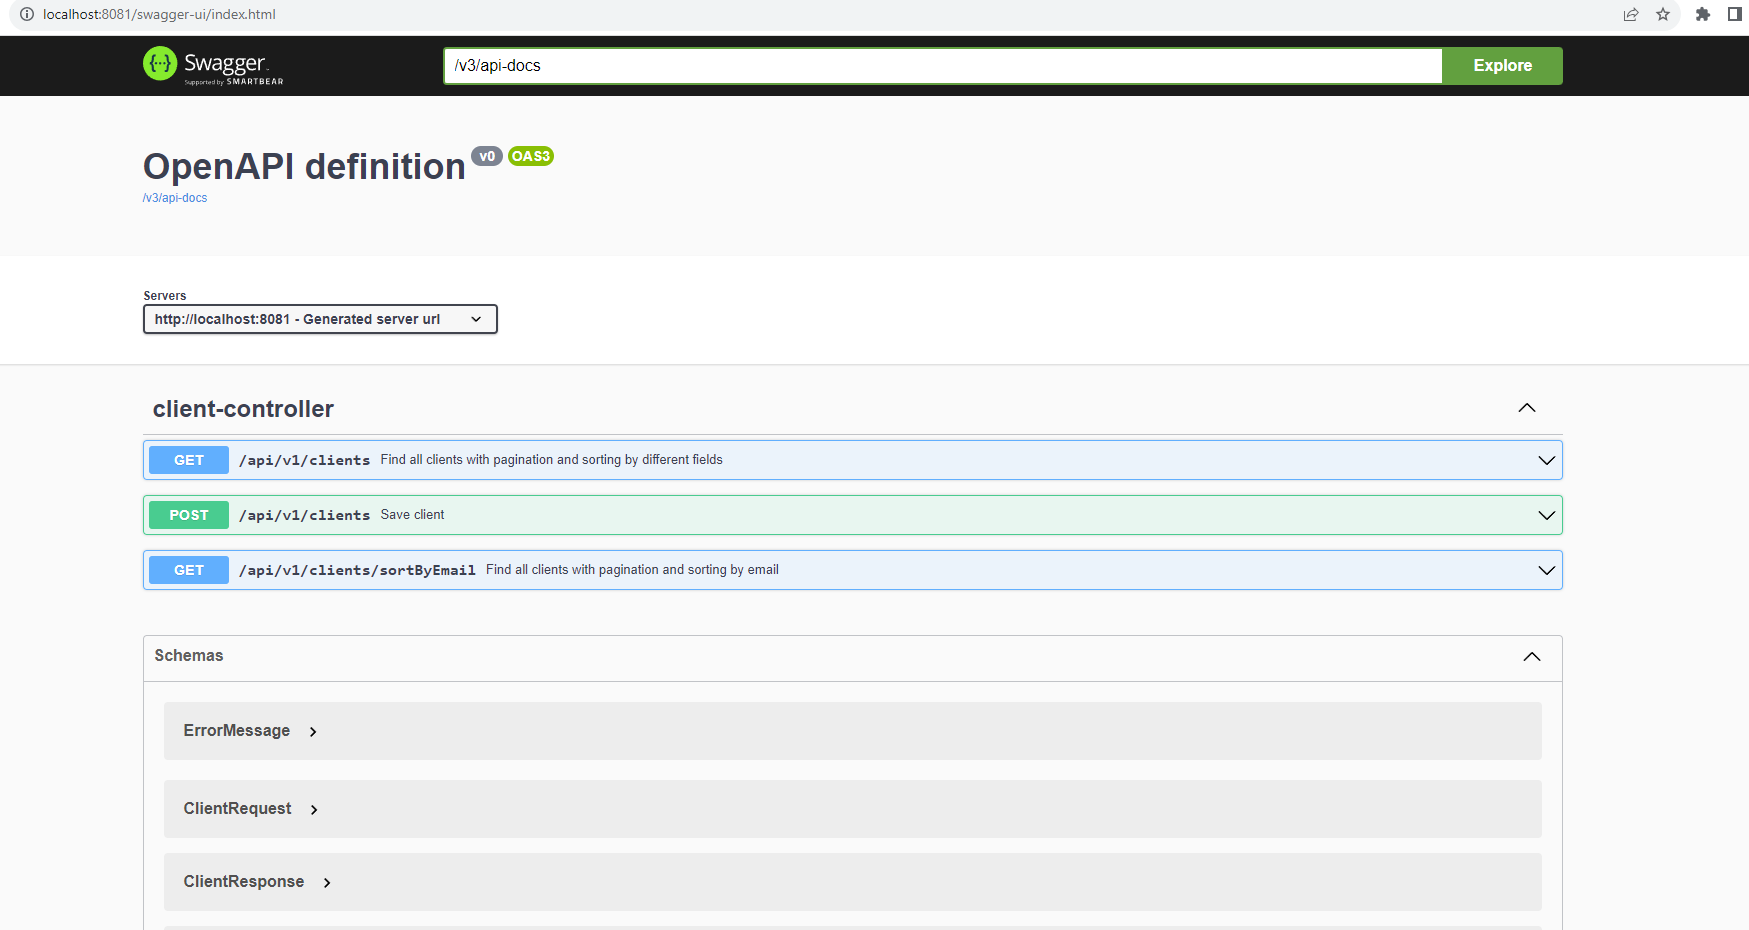 localhost:8081/swagger-ui/index.html
Swagger
Supported by SMARTBEAR
/v3/api-docs
Explore
OpenAPI definition v0 OAS3
/v3/api-docs
Servers
http://localhost:8081 - Generated server url
client-controller
GET /api/v1/clients Find all clients with pagination and sorting by different fields
POST /api/v1/clients Save client
GET /api/v1/clients/sortByEmail Find all clients with pagination and sorting by email
Schemas
ErrorMessage
ClientRequest
ClientResponse